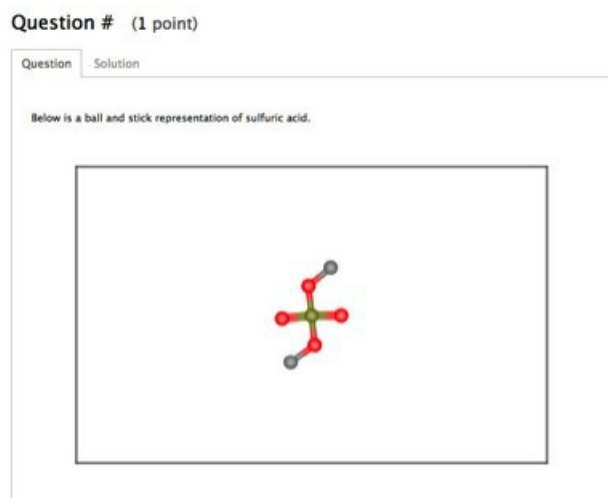 Question # (1 point)
Question Solution
Below is a ball and stick representation of sulfuric acid.